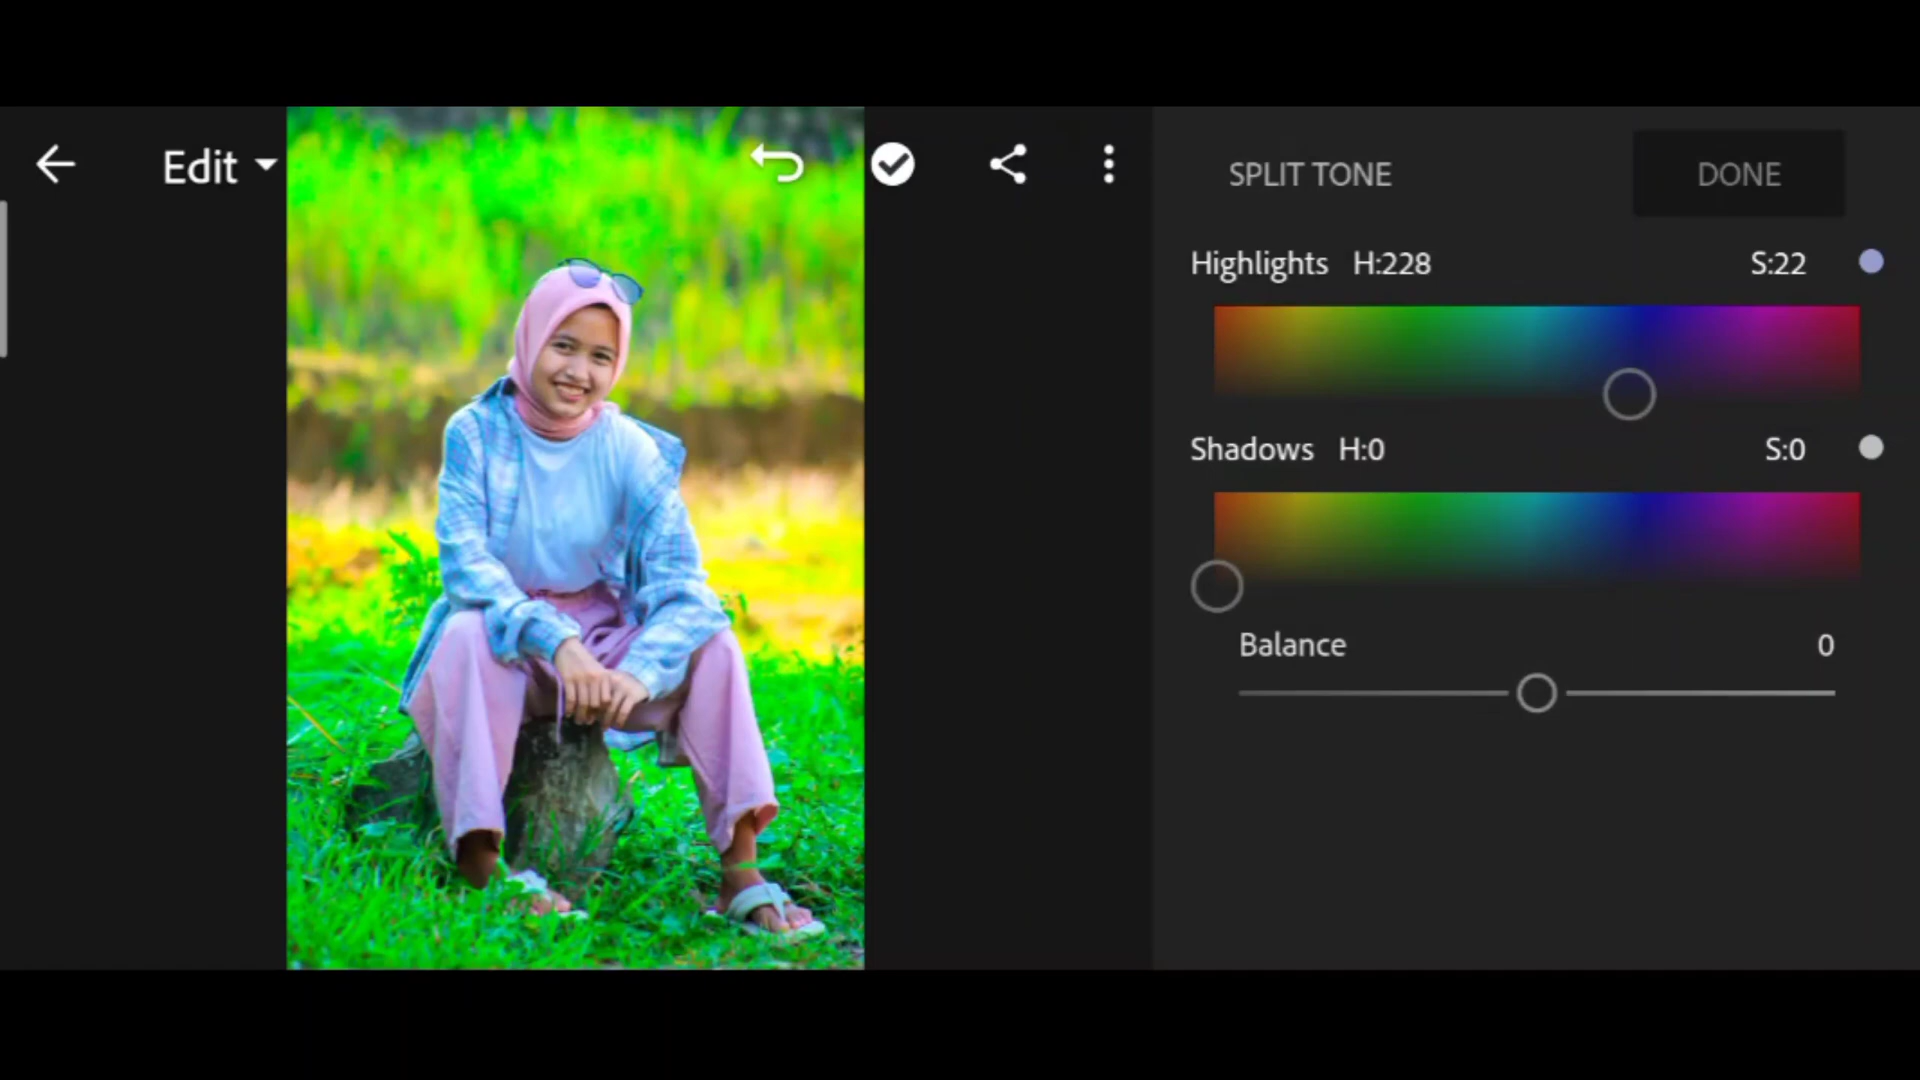 Edit
SPLIT TONE
DONE
Highlights H:228 S:22
Shadows H:0 S:0
Balance 0